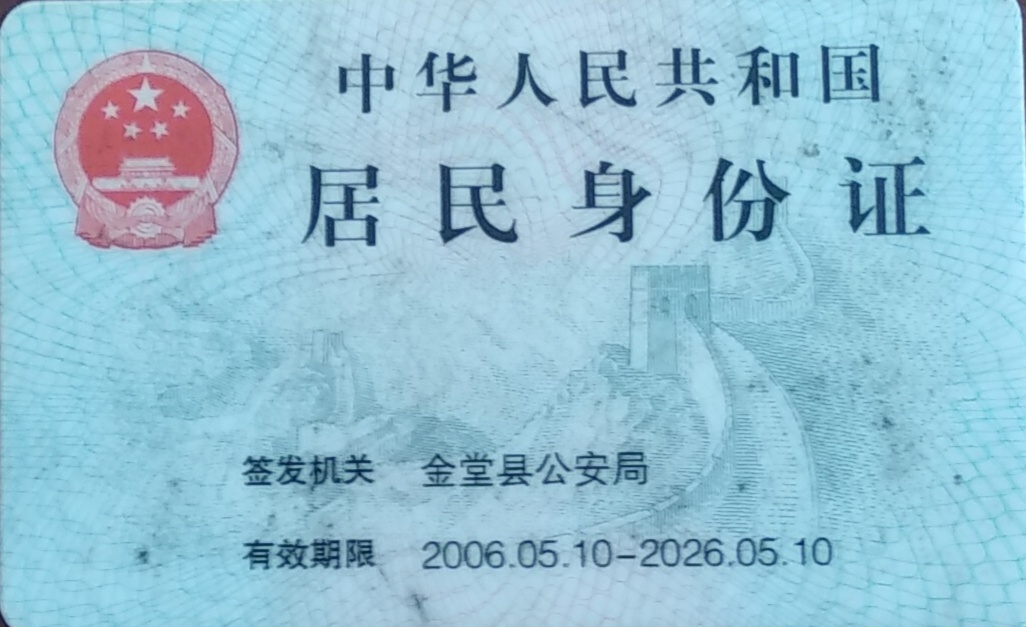 中华人民共和国
居民身份证
签发机关 金堂县公安局
有效期限 2006.05.10-2026.05.10